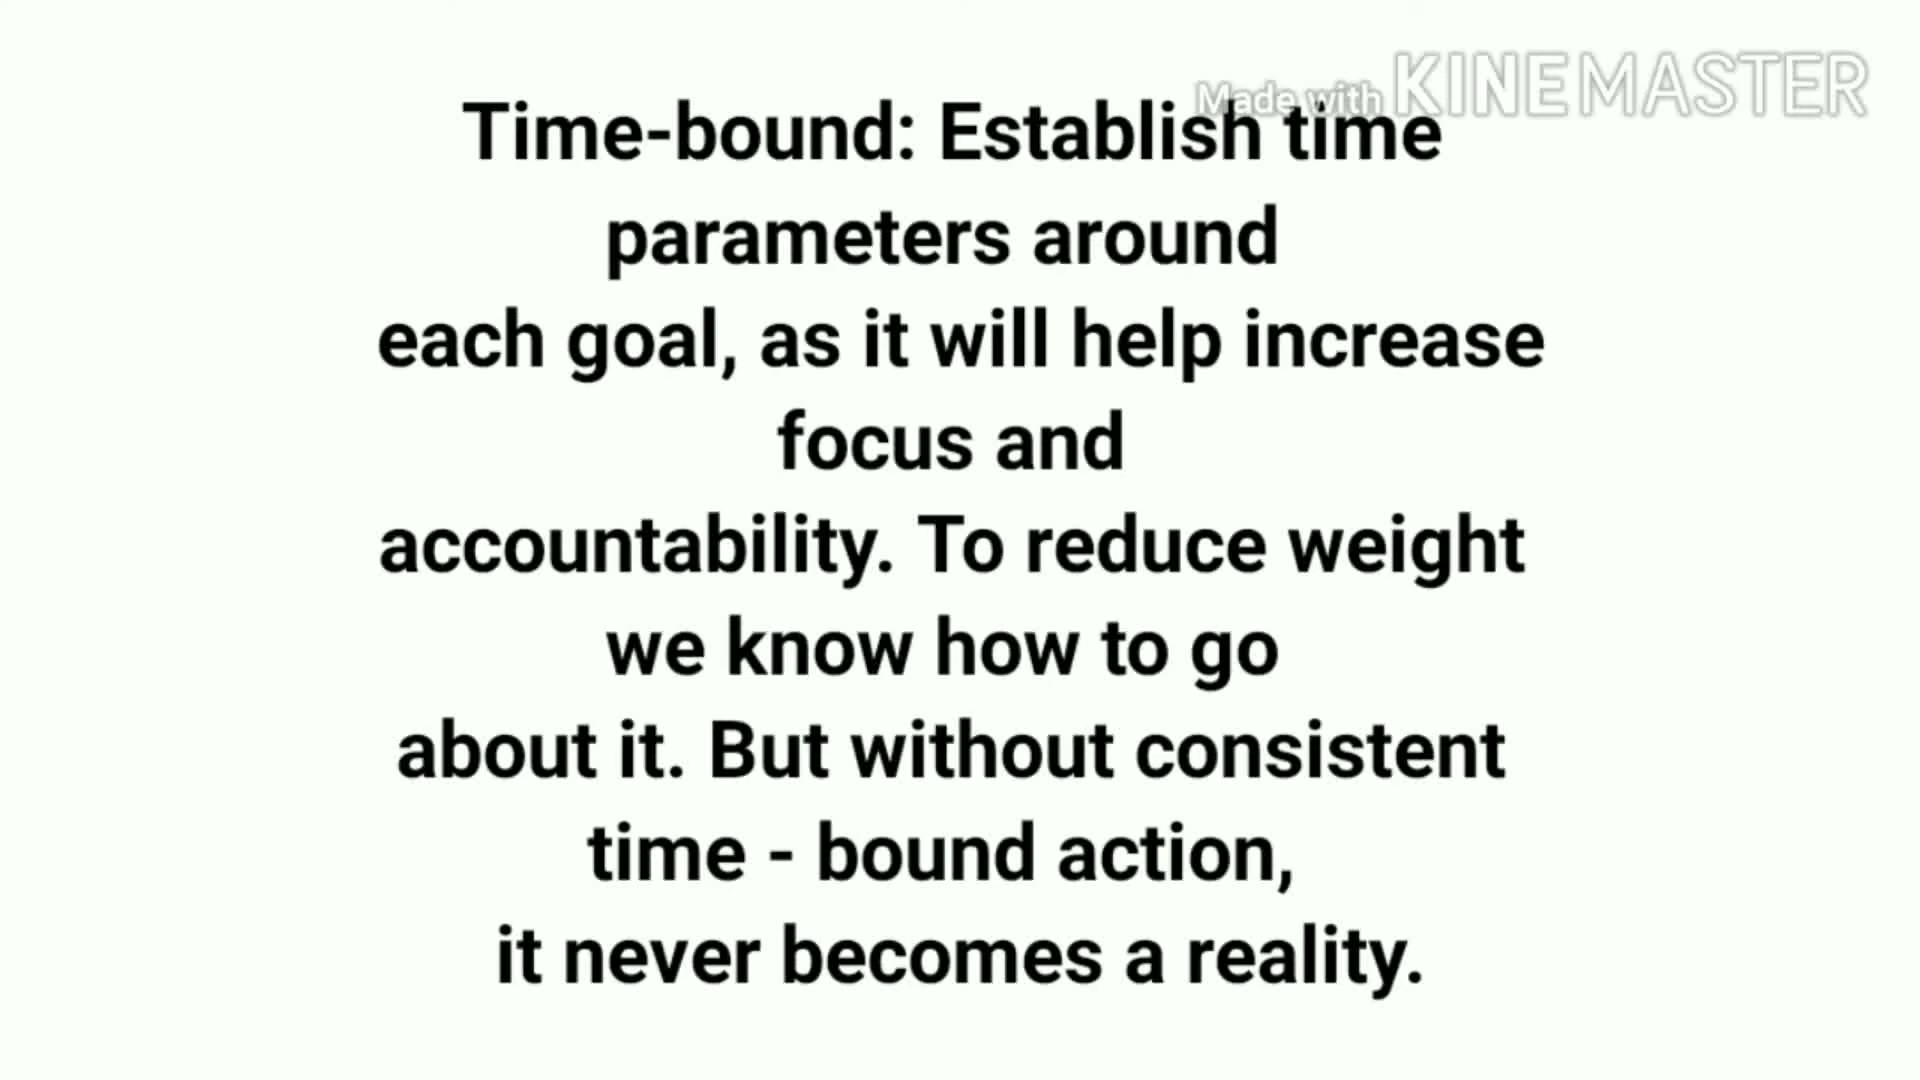 Made with KINEMASTER
Time-bound: Establish time
parameters around
each goal, as it will help increase
focus and
accountability. To reduce weight
we know how to go
about it. But without consistent
time - bound action,
it never becomes a reality.